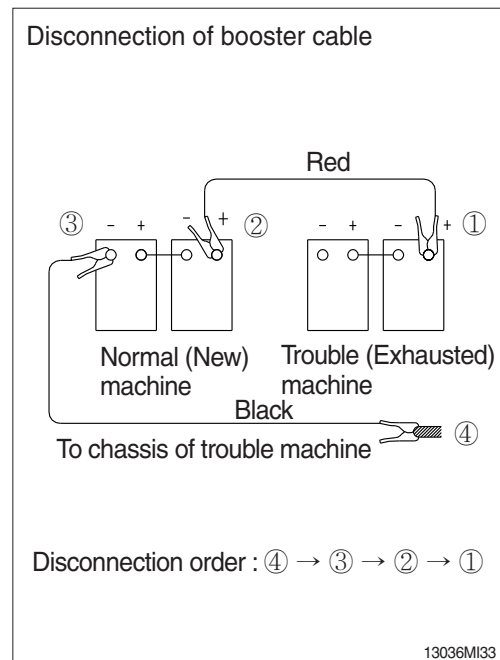 Disconnection of booster cable
Red
③ - + - + ② - + - + ①
Normal (New)
machine
Trouble (Exhausted)
machine
Black
To chassis of trouble machine
④
Disconnection order : ④ → ③ → ② → ①
13036MI33